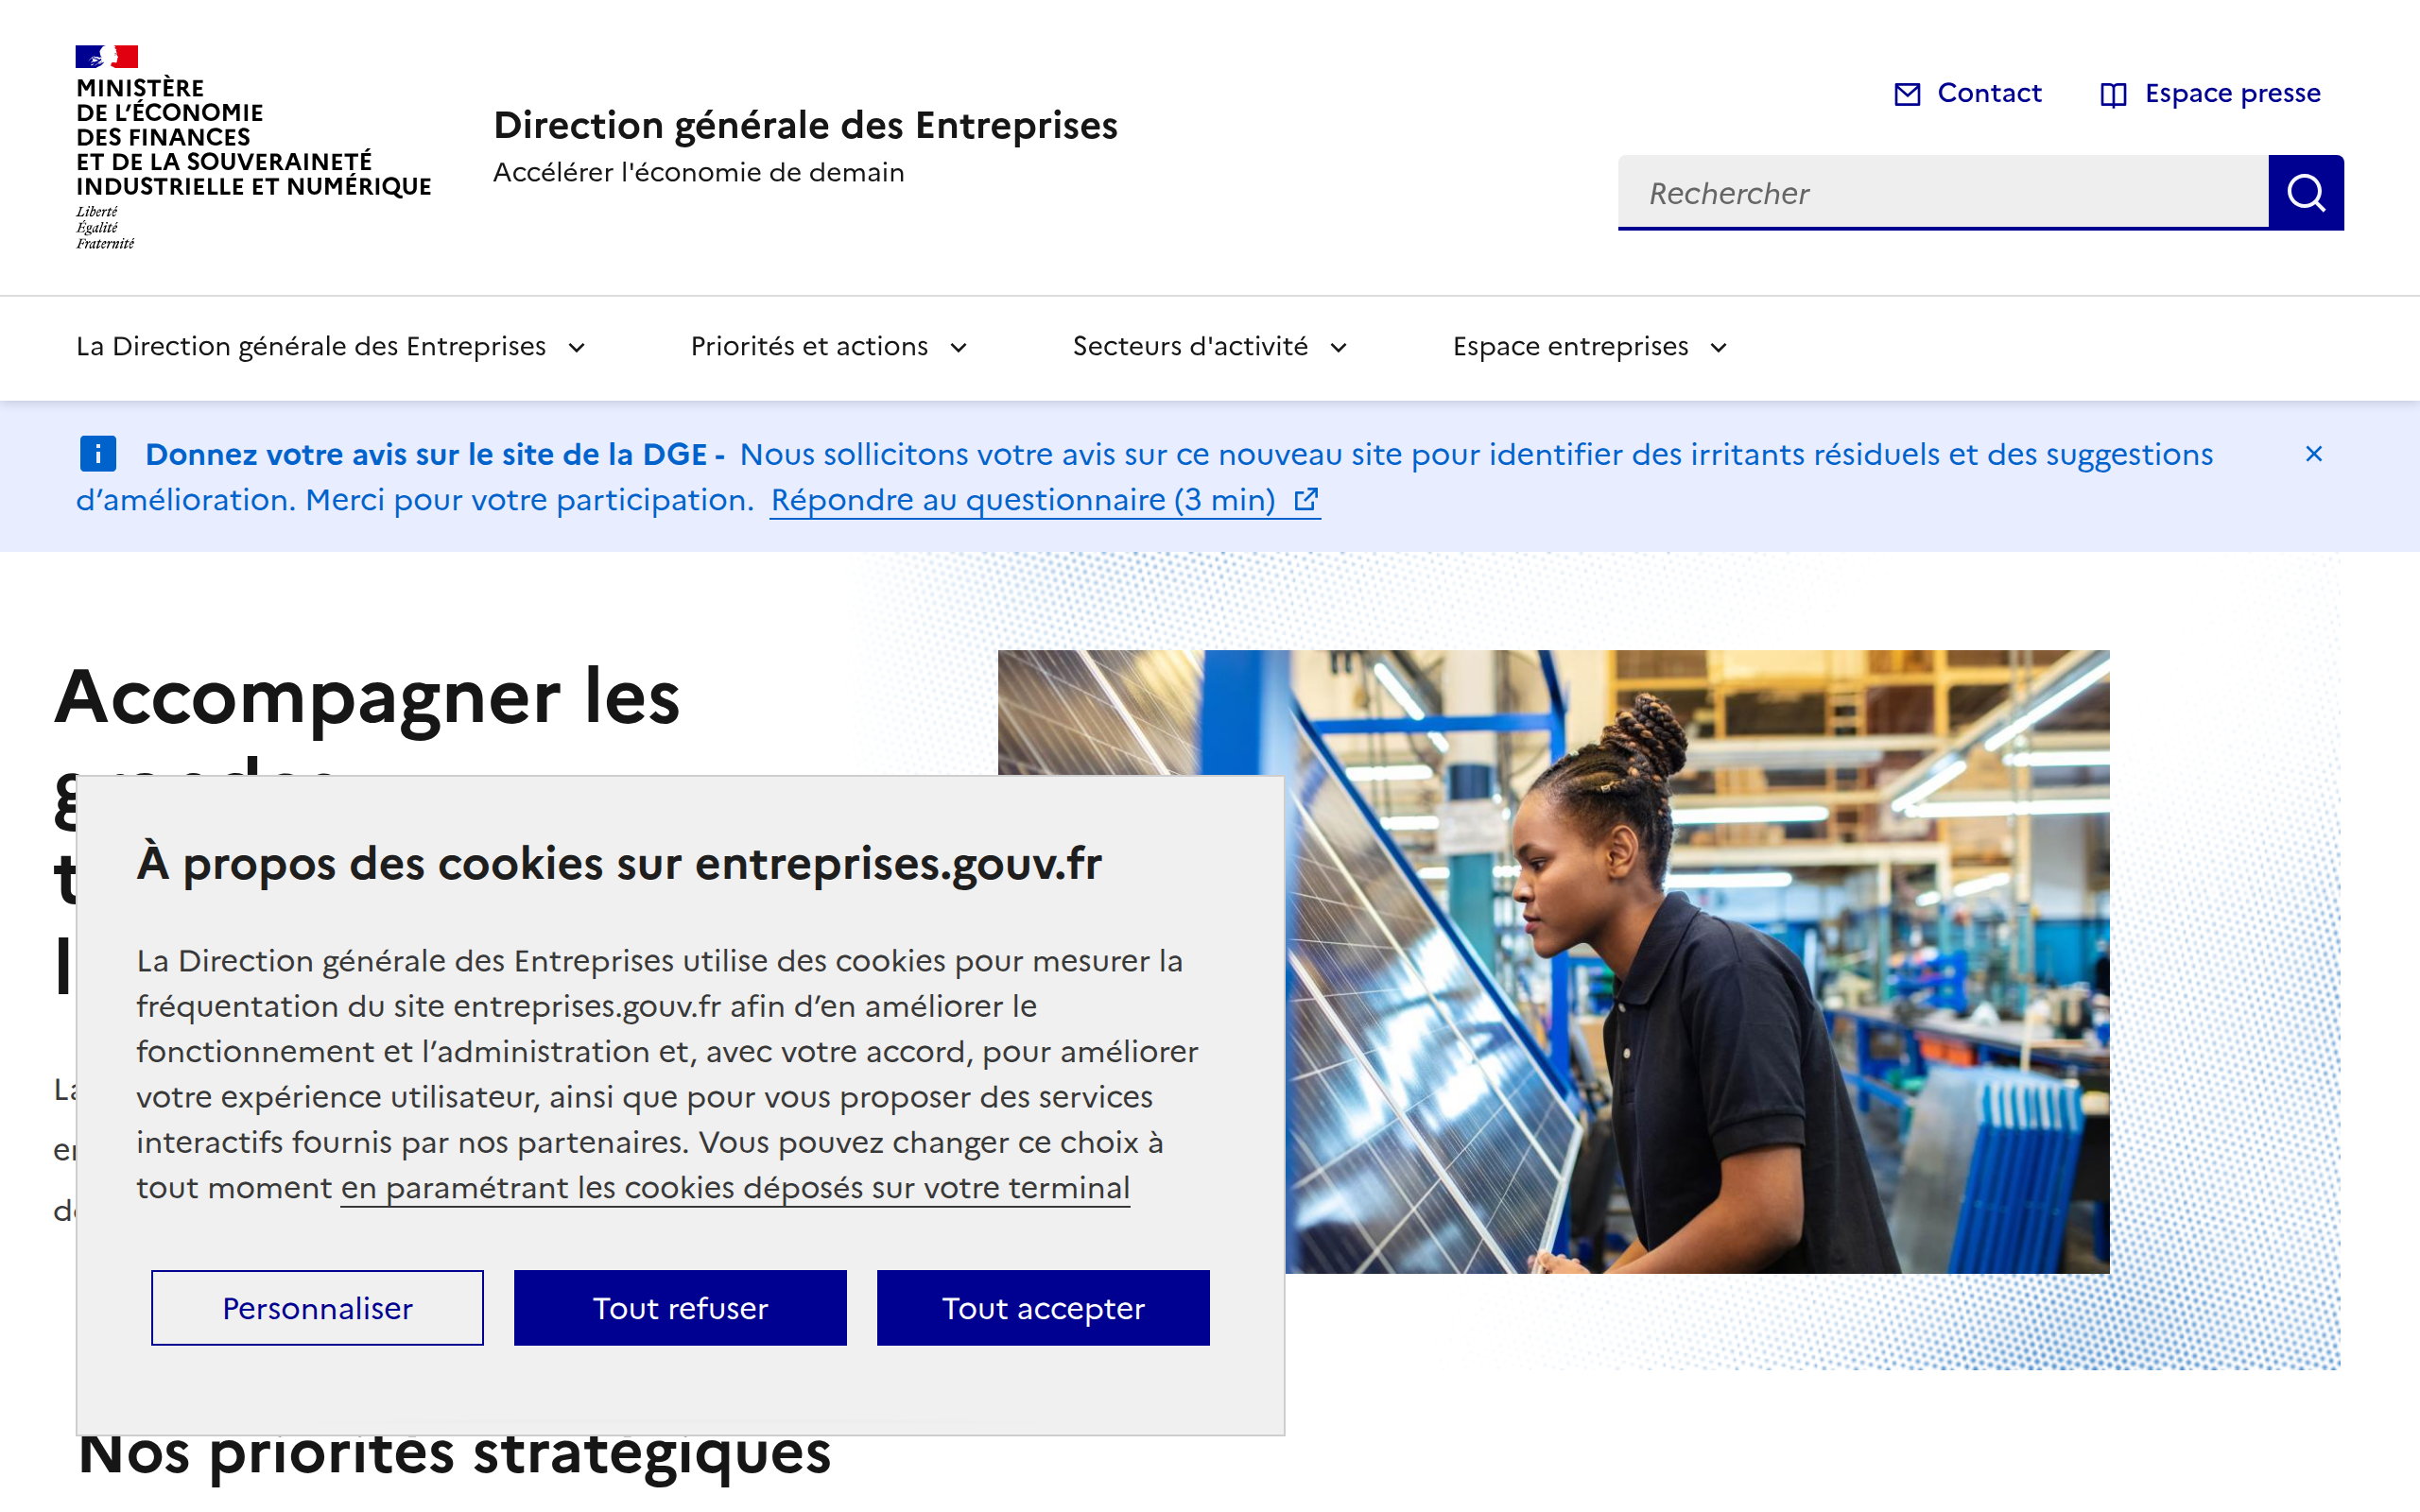 MINISTÈRE
DE L’ÉCONOMIE
DES FINANCES
ET DE LA SOUVERAINETÉ
INDUSTRIELLE ET NUMÉRIQUE
Liberté
Égalité
Fraternité
Direction générale des Entreprises
Accélérer l'économie de demain
Contact
Espace presse
Rechercher
La Direction générale des Entreprises
Priorités et actions
Secteurs d'activité
Espace entreprises
Donnez votre avis sur le site de la DGE - Nous sollicitons votre avis sur ce nouveau site pour identifier des irritants résiduels et des suggestions
d’amélioration. Merci pour votre participation. Répondre au questionnaire (3 min)
Accompagner les
À propos des cookies sur entreprises.gouv.fr
La Direction générale des Entreprises utilise des cookies pour mesurer la
fréquentation du site entreprises.gouv.fr afin d’en améliorer le
fonctionnement et l’administration et, avec votre accord, pour améliorer
votre expérience utilisateur, ainsi que pour vous proposer des services
interactifs fournis par nos partenaires. Vous pouvez changer ce choix à
tout moment en paramétrant les cookies déposés sur votre terminal
Personnaliser
Tout refuser
Tout accepter
Nos priorités stratégiques